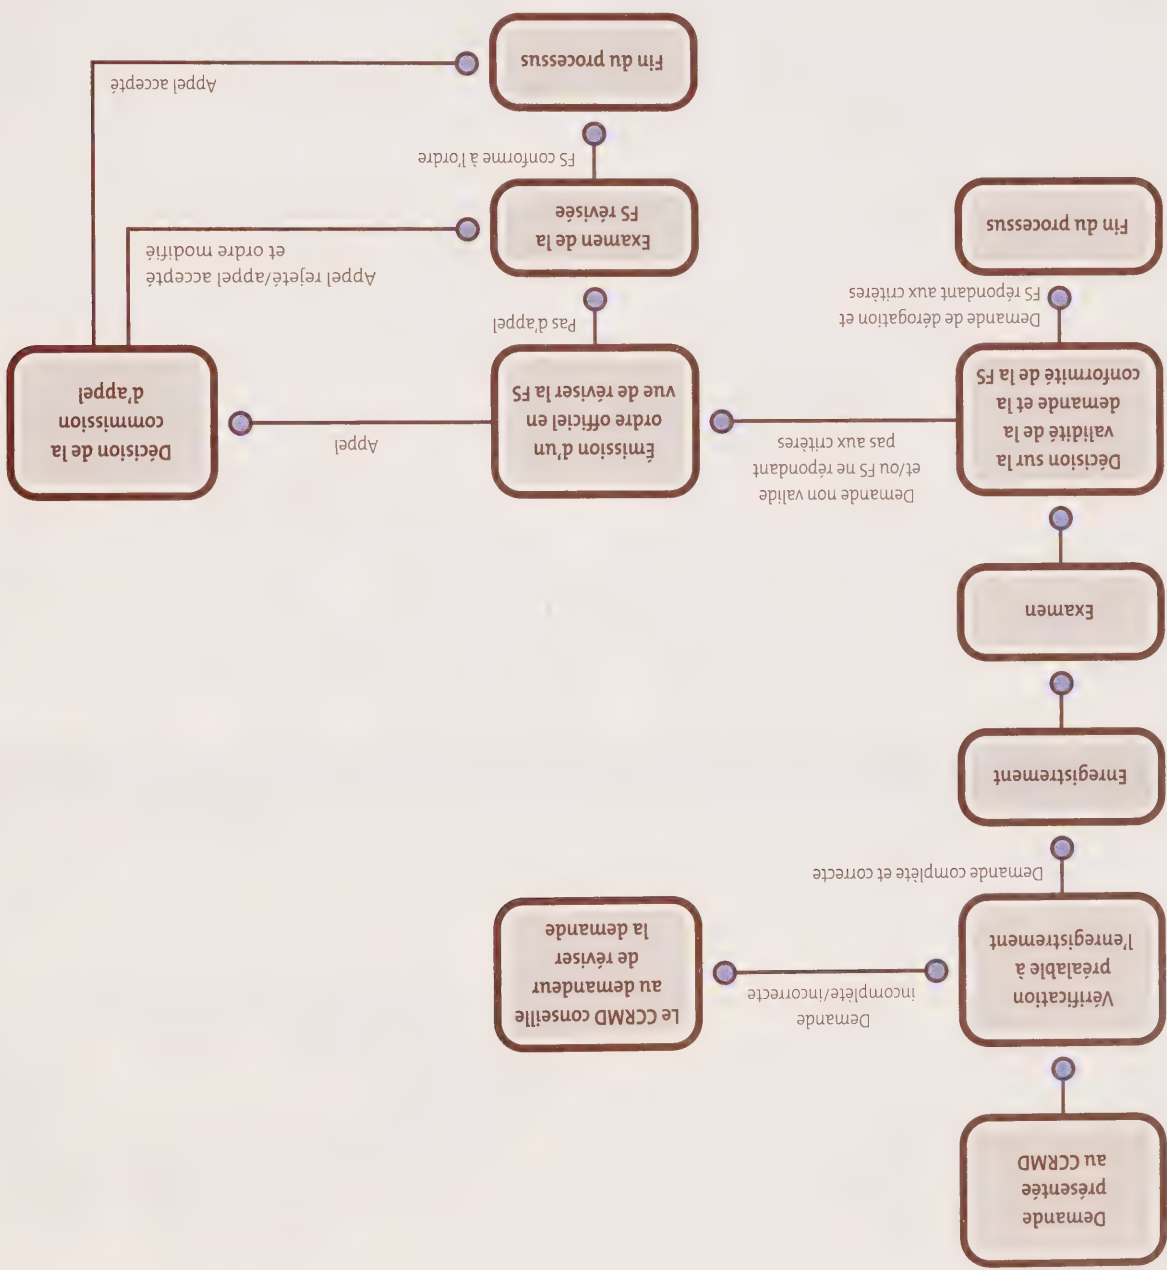 Demande
présentée
au CCRMD
Vérification
préalable à
l'enregistrement
Demande
incomplète/incorrecte
Le CCRMD conseille
au demandeur
de réviser
la demande
Demande complète et correcte
Enregistrement
Examen
Décision sur la
validité de la
demande et la
conformité de la FS
Demande non valide
et/ou FS ne répondant
pas aux critères
Émission d'un
ordre officiel en
vue de réviser la FS
Appel
Décision de la
commission
d'appel
Demande de dérogation et
FS répondant aux critères
Fin du processus
Pas d'appel
Examen de la
FS révisée
Appel rejeté/appel accepté
et ordre modifié
FS conforme à l'ordre
Fin du processus
Appel accepté